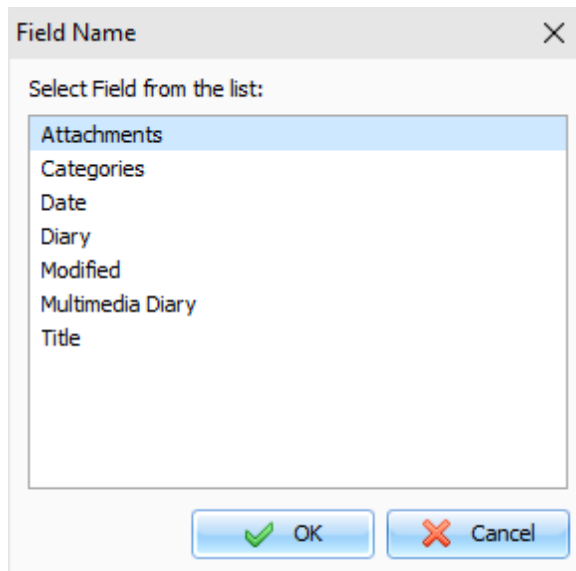 Field Name
Select Field from the list:
Attachments
Categories
Date
Diary
Modified
Multimedia Diary
Title
OK Cancel